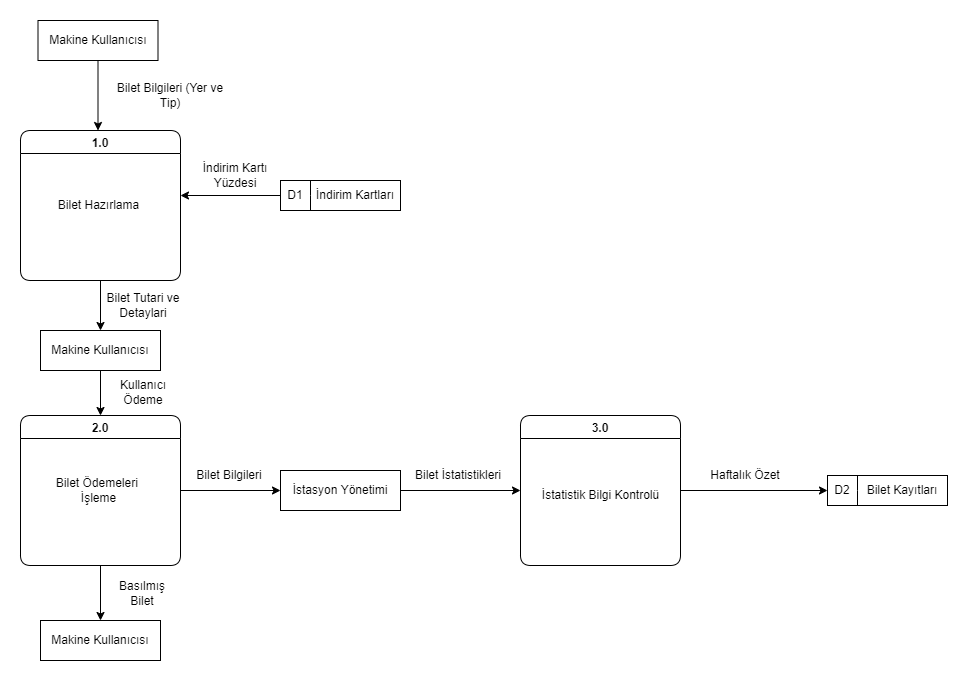 Makine Kullanıcısı
Bilet Bilgileri (Yer ve
Tip)
1.0
Bilet Hazırlama
İndirim Kartı
Yüzdesi
D1
İndirim Kartları
Bilet Tutari ve
Detaylari
Makine Kullanıcısı
Kullanıcı
Ödeme
2.0
Bilet Ödemeleri
İşleme
Bilet Bilgileri
İstasyon Yönetimi
Bilet İstatistikleri
3.0
İstatistik Bilgi Kontrolü
Haftalık Özet
D2
Bilet Kayıtları
Basılmış
Bilet
Makine Kullanıcısı